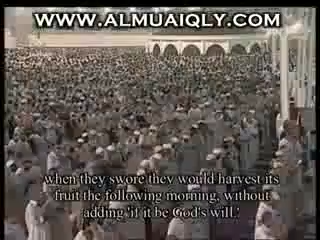 WWW.ALMUAIQLY.COM
when they swore they would harvest its
fruit the following morning, without
adding 'if it be God's will.'